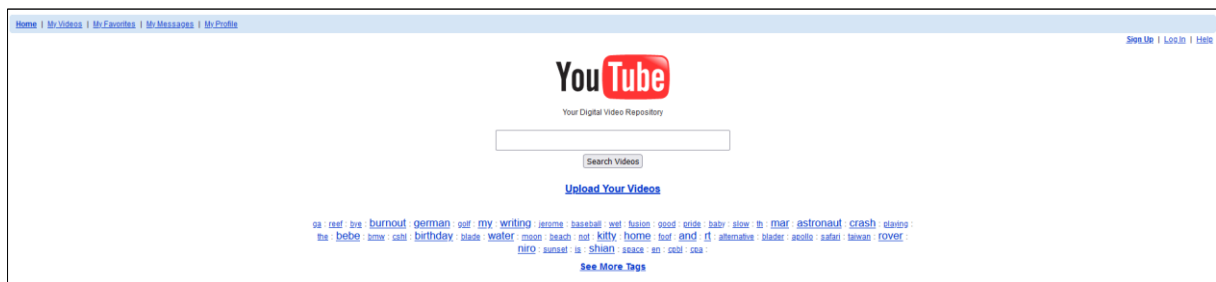 Home | My Videos | My Favorites | My Messages | My Profile
Sign Up | Log In | Help
YouTube
Your Digital Video Repository
Search Videos
Upload Your Videos
ga : reef : bye : burnout : german : golf : my : writing : jerome : baseball : wet : fusion : good : pride : baby : slow : th : mar : astronaut : crash : playing :
the : bebe : bmw : cshl : birthday : blade : water : moon : beach : not : kitty : home : foof : and : rt : alternative : blader : apollo : safari : taiwan : rover :
niro : sunset : is : shian : space : en : cpbl : cpa :
See More Tags